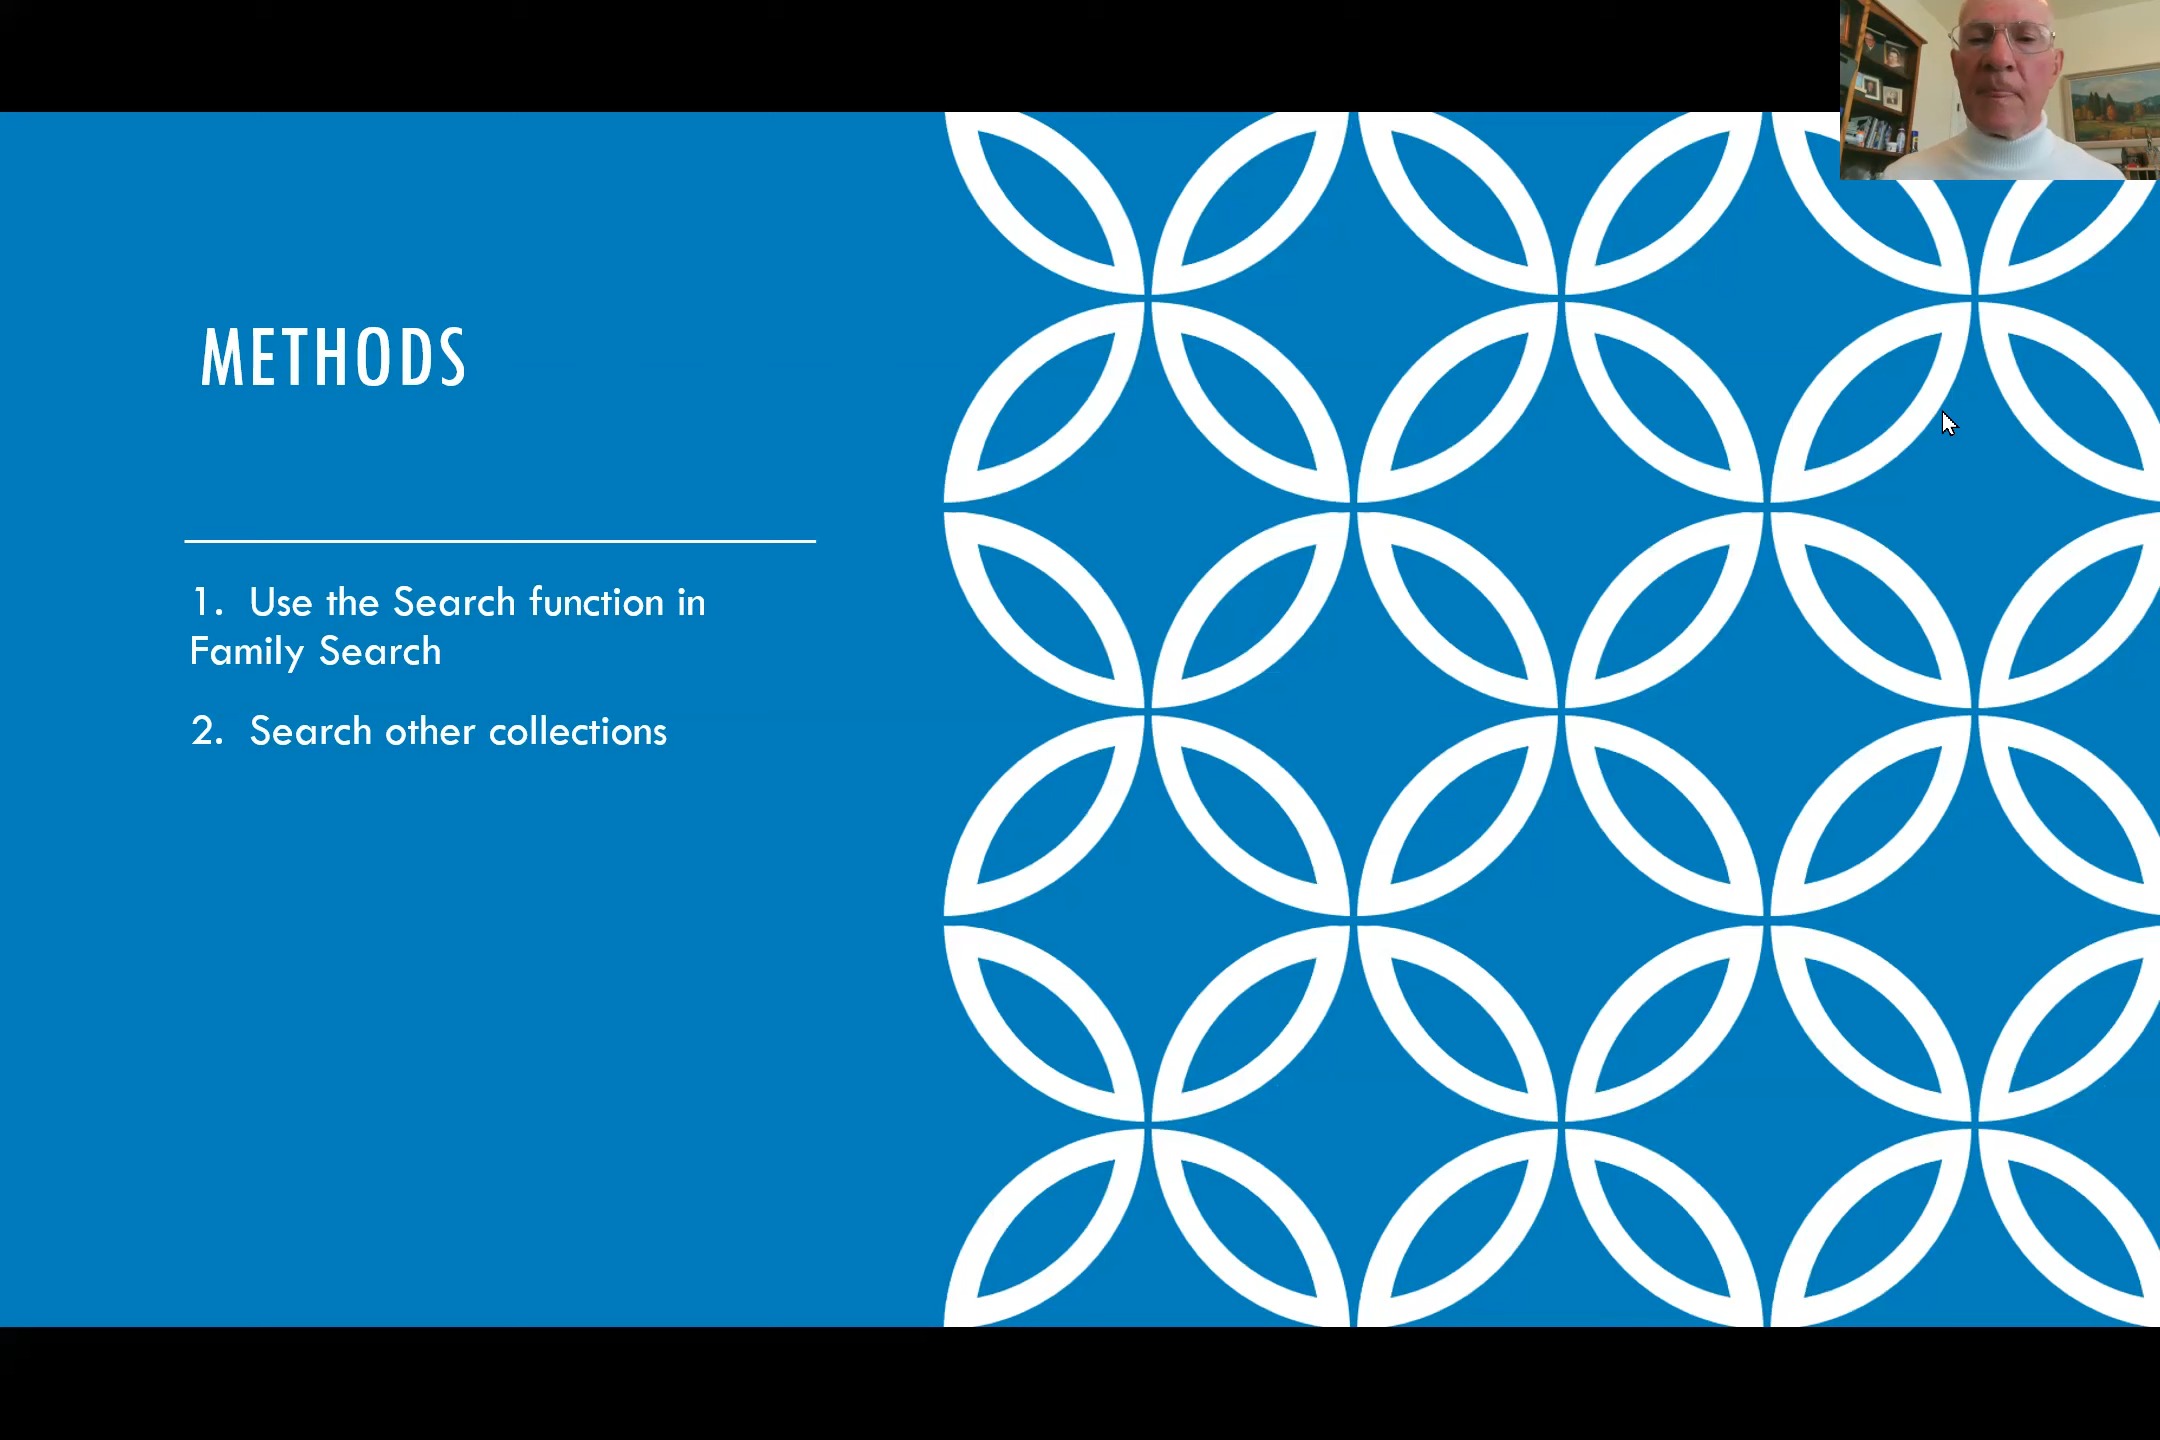 METHODS
1. Use the Search function in
Family Search
2. Search other collections